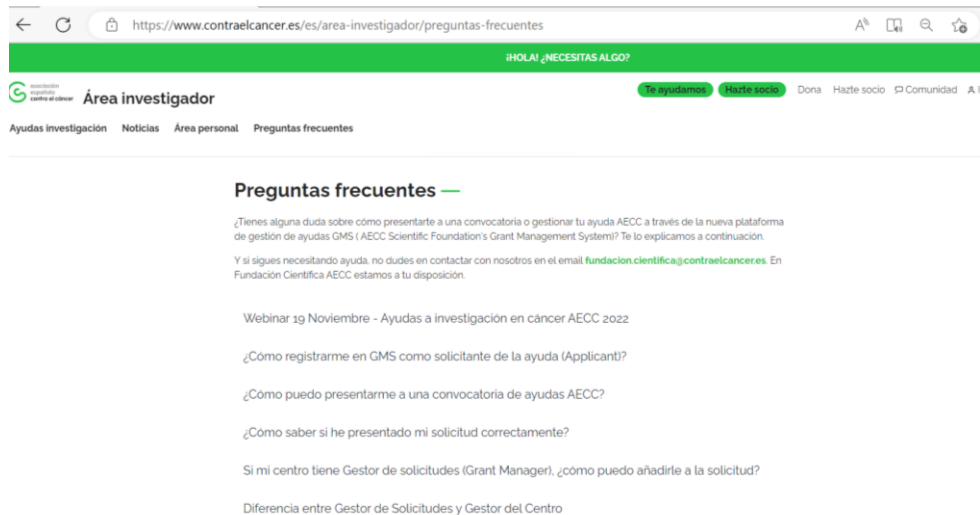 https://www.contraelcancer.es/es/area-investigador/preguntas-frecuentes
¡HOLA! ¿NECESITAS ALGO?
asociación
española
contra el cáncer
Área investigador
Te ayudamos Hazte socio Dona Hazte socio Comunidad
Ayudas investigación Noticias Área personal Preguntas frecuentes
Preguntas frecuentes —
¿Tienes alguna duda sobre cómo presentarte a una convocatoria o gestionar tu ayuda AECC a través de la nueva plataforma
de gestión de ayudas GMS ( AECC Scientific Foundation's Grant Management System)? Te lo explicamos a continuación.
Y si sigues necesitando ayuda, no dudes en contactar con nosotros en el email fundacion.cientifica@contraelcancer.es. En
Fundación Científica AECC estamos a tu disposición.
Webinar 19 Noviembre - Ayudas a investigación en cáncer AECC 2022
¿Cómo registrarme en GMS como solicitante de la ayuda (Applicant)?
¿Cómo puedo presentarme a una convocatoria de ayudas AECC?
¿Cómo saber si he presentado mi solicitud correctamente?
Si mi centro tiene Gestor de solicitudes (Grant Manager), ¿cómo puedo añadirle a la solicitud?
Diferencia entre Gestor de Solicitudes y Gestor del Centro